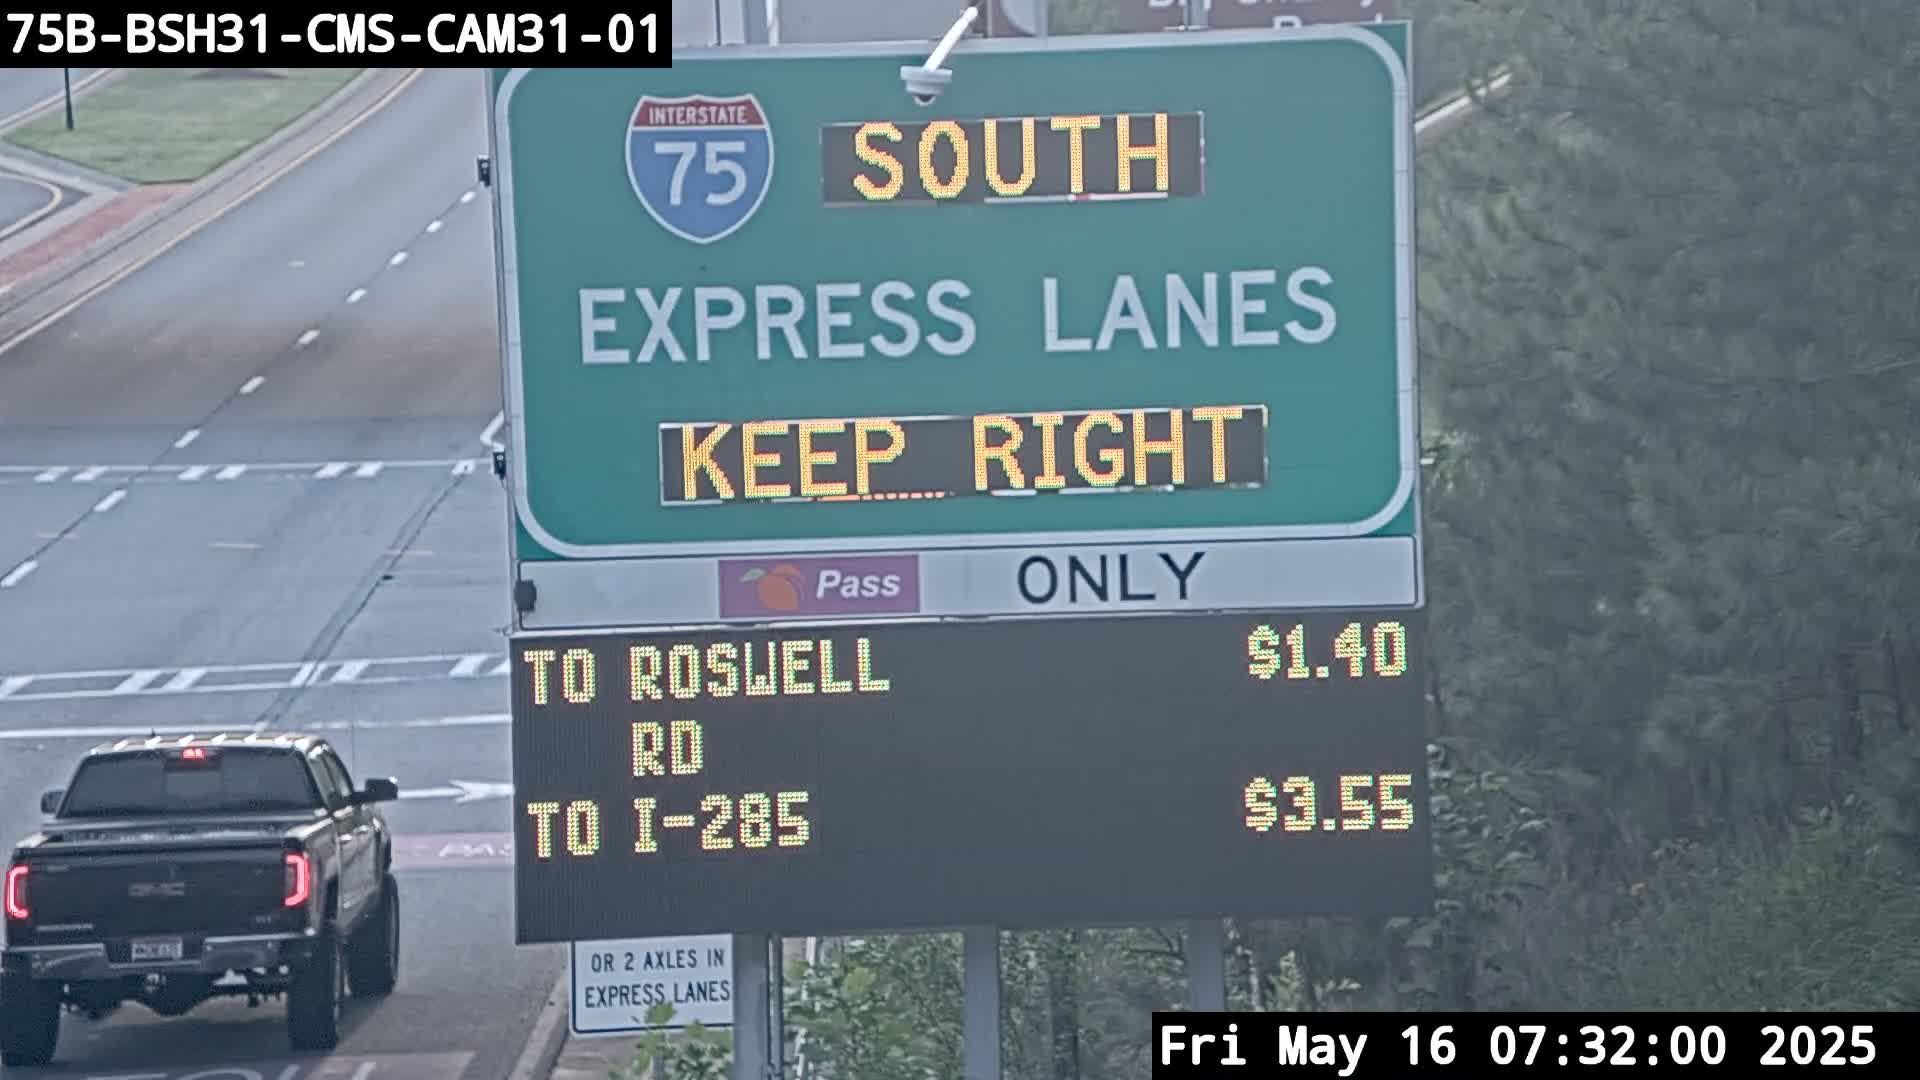 75B-BSH31-CMS-CAM31-01
INTERSTATE
75
SOUTH
EXPRESS LANES
KEEP RIGHT
Pass
ONLY
TO ROSWELL $1.40
RD
TO I-285 $3.55
GMC
OR 2 AXLES IN
EXPRESS LANES
Fri May 16 07:32:00 2025